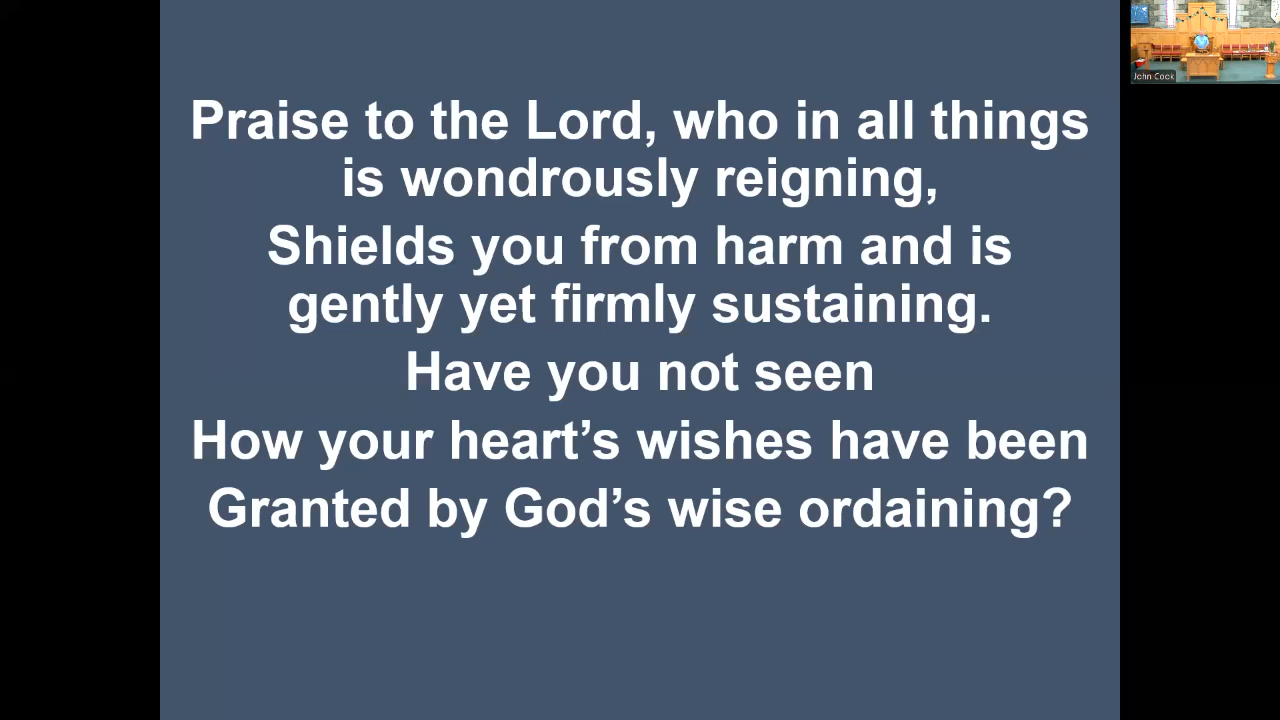 Praise to the Lord, who in all things
is wondrously reigning,
Shields you from harm and is
gently yet firmly sustaining.
Have you not seen
How your heart’s wishes have been
Granted by God’s wise ordaining?
John Cook